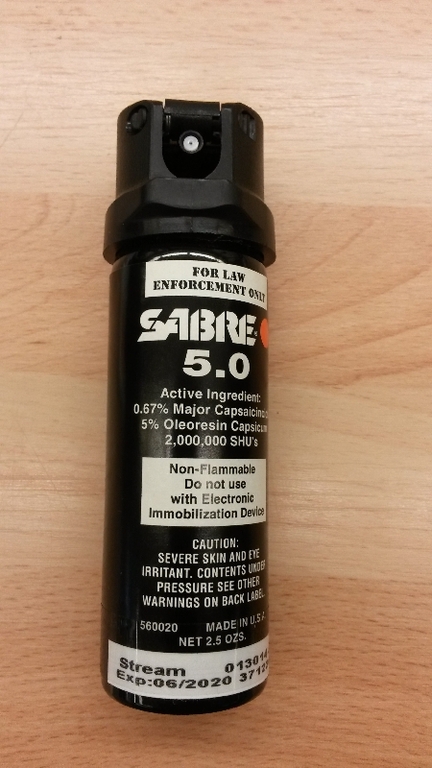 FOR LAW
ENFORCEMENT ONLY
SABRE
5.0
Active Ingredient:
0.67% Major
5% Oleoresin
2,000,000 SHU's
Non-Flammable
Do not use
with Electronic
Immobilization Device
CAUTION:
SEVERE SKIN AND EYE
IRRITANT. CONTENTS UNDER
PRESSURE SEE OTHER
WARNINGS ON BACK LABEL.
560020 MADE IN U.S.A.
NET 2.5 OZS.
Stream
Exp:06/2020